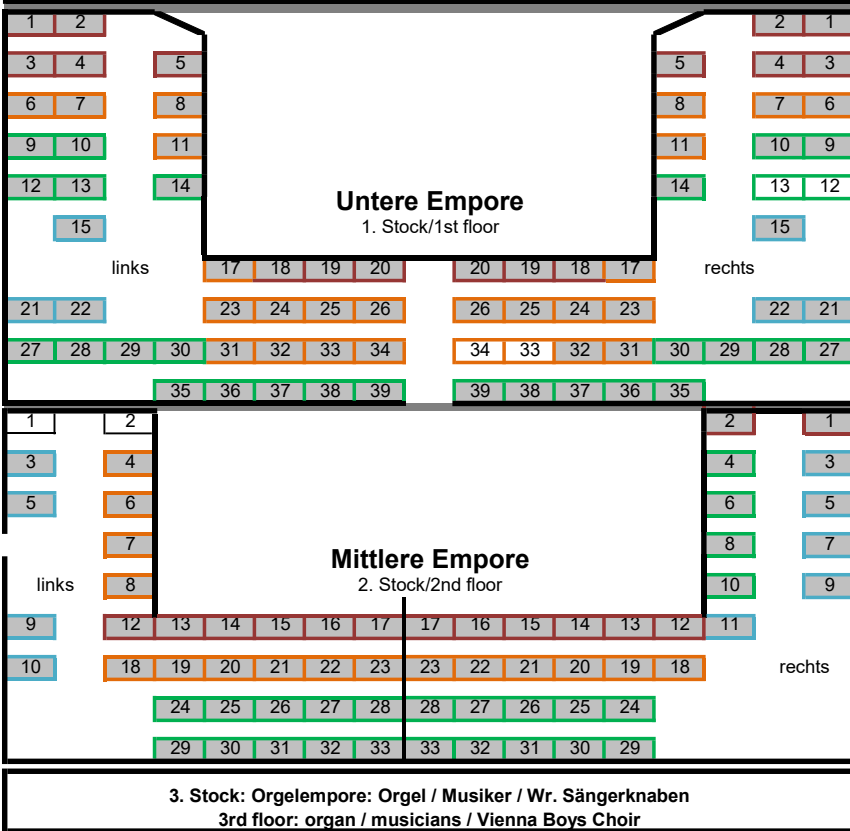 1 2 2 1
3 4 5 5 4 3
6 7 8 8 7 6
9 10 11 11 10 9
12 13 14 14 13 12
Untere Empore
1. Stock/1st floor
15 15
links 17 18 19 20 20 19 18 17 rechts
21 22 23 24 25 26 26 25 24 23 22 21
27 28 29 30 31 32 33 34 34 33 32 31 30 29 28 27
35 36 37 38 39 39 38 37 36 35
1 2 2 1
3 4 4 3
5 6 6 5
7 8 7
Mittlere Empore
links 8 2. Stock/2nd floor 10 9
9 12 13 14 15 16 17 17 16 15 14 13 12 11
10 18 19 20 21 22 23 23 22 21 20 19 18 rechts
24 25 26 27 28 28 27 26 25 24
29 30 31 32 33 33 32 31 30 29
3. Stock: Orgelempore: Orgel / Musiker / Wr. Sängerknaben
3rd floor: organ / musicians / Vienna Boys Choir